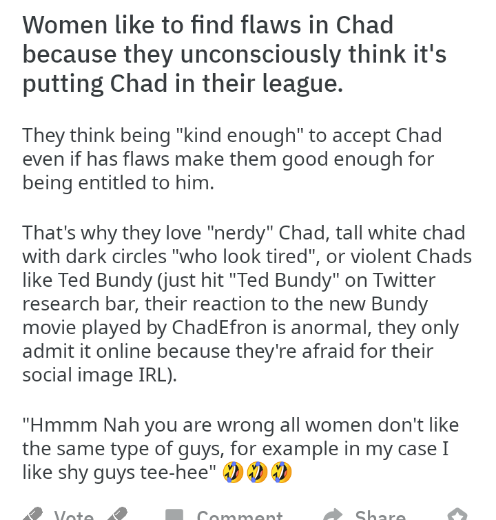 Women like to find flaws in Chad
because they unconsciously think it's
putting Chad in their league.
They think being "kind enough" to accept Chad
even if has flaws make them good enough for
being entitled to him.
That's why they love "nerdy" Chad, tall white chad
with dark circles "who look tired", or violent Chads
like Ted Bundy (just hit "Ted Bundy" on Twitter
research bar, their reaction to the new Bundy
movie played by ChadEfron is anormal, they only
admit it online because they're afraid for their
social image IRL).
"Hmmm Nah you are wrong all women don't like
the same type of guys, for example in my case I
like shy guys tee-hee" 🤣🤣🤣
Vote Comment Share